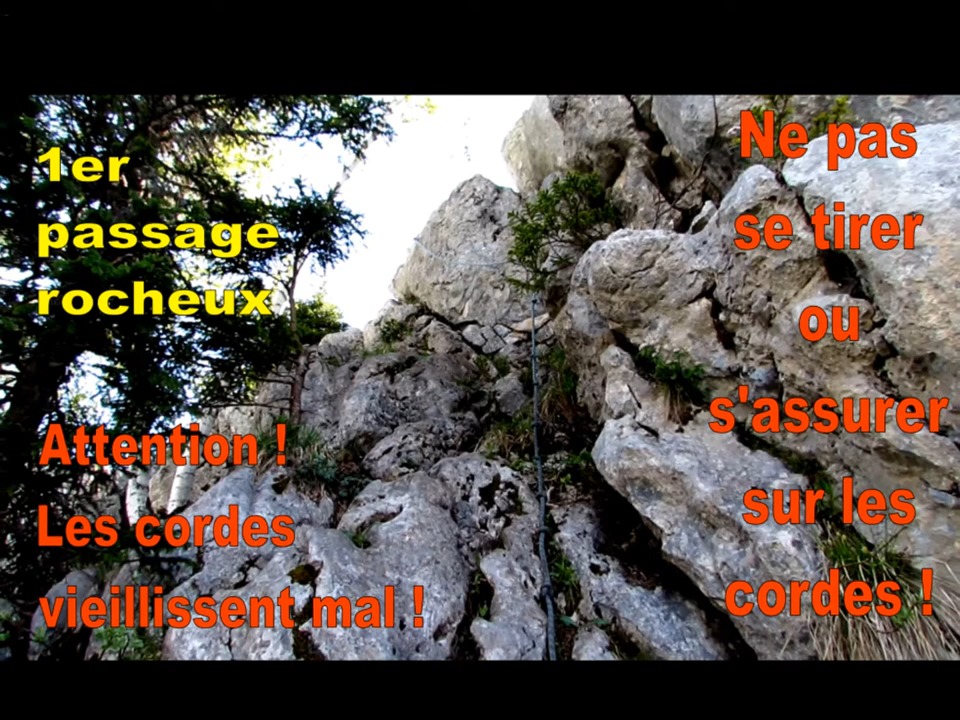 1er
passage
rocheux
Attention !
Les cordes
vieillissent mal !
Ne pas
se tirer
ou
s'assurer
sur les
cordes !